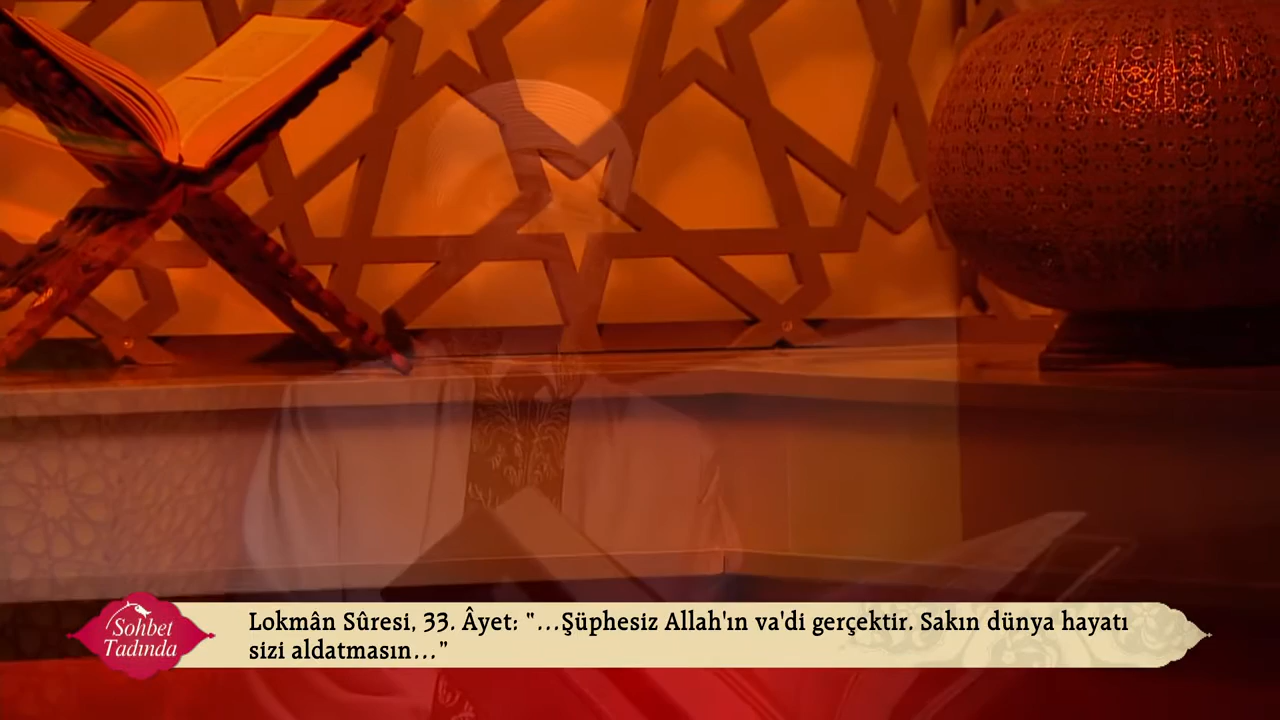 Sohbet
Tadında
Lokmân Sûresi, 33. Âyet: "...Şüphesiz Allah'ın va'di gerçektir. Sakın dünya hayatı
sizi aldatmasın..."